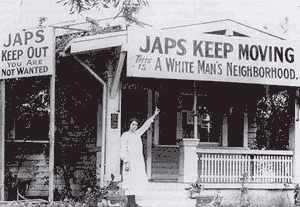 JAPS
KEEP OUT
YOU ARE
NOT WANTED
JAPS KEEP MOVING
THIS IS A WHITE MAN'S NEIGHBORHOOD.